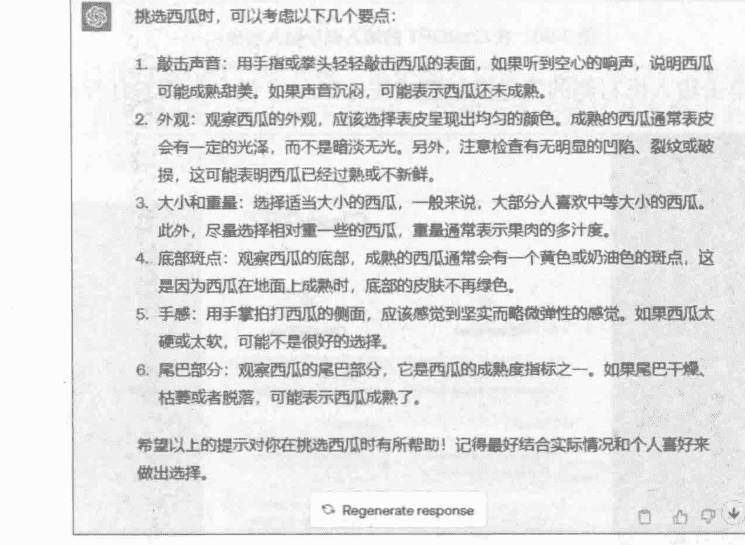 挑选西瓜时，可以考虑以下几个要点：
1. 敲击声音：用手指或拳头轻轻敲击西瓜的表面，如果听到空心的响声，说明西瓜
可能成熟甜美。如果声音沉闷，可能表示西瓜还未成熟。
2. 外观：观察西瓜的外观，应该选择表皮呈现出均匀的颜色。成熟的西瓜通常表皮
会有一定的光泽，而不是暗淡无光。另外，注意检查有无明显的凹陷、裂纹或破
损，这可能表明西瓜已经过熟或不新鲜。
3. 大小和重量：选择适当大小的西瓜，一般来说，大部分人喜欢中等大小的西瓜。
此外，尽量选择相对重一些的西瓜，重量通常表示果肉的多汁度。
4. 底部斑点：观察西瓜的底部，成熟的西瓜通常会有一个黄色或奶油色的斑点，这
是因为西瓜在地面上成熟时，底部的皮肤不再绿色。
5. 手感：用手掌拍打西瓜的侧面，应该感觉到坚实而略微弹性的感觉。如果西瓜太
硬或太软，可能不是很好的选择。
6. 尾巴部分：观察西瓜的尾巴部分，它是西瓜的成熟度指标之一。如果尾巴干燥、
枯萎或者脱落，可能表示西瓜成熟了。
希望以上的提示对你在挑选西瓜时有所帮助！记得最好结合实际情况和个人喜好来
做出选择。
Regenerate response